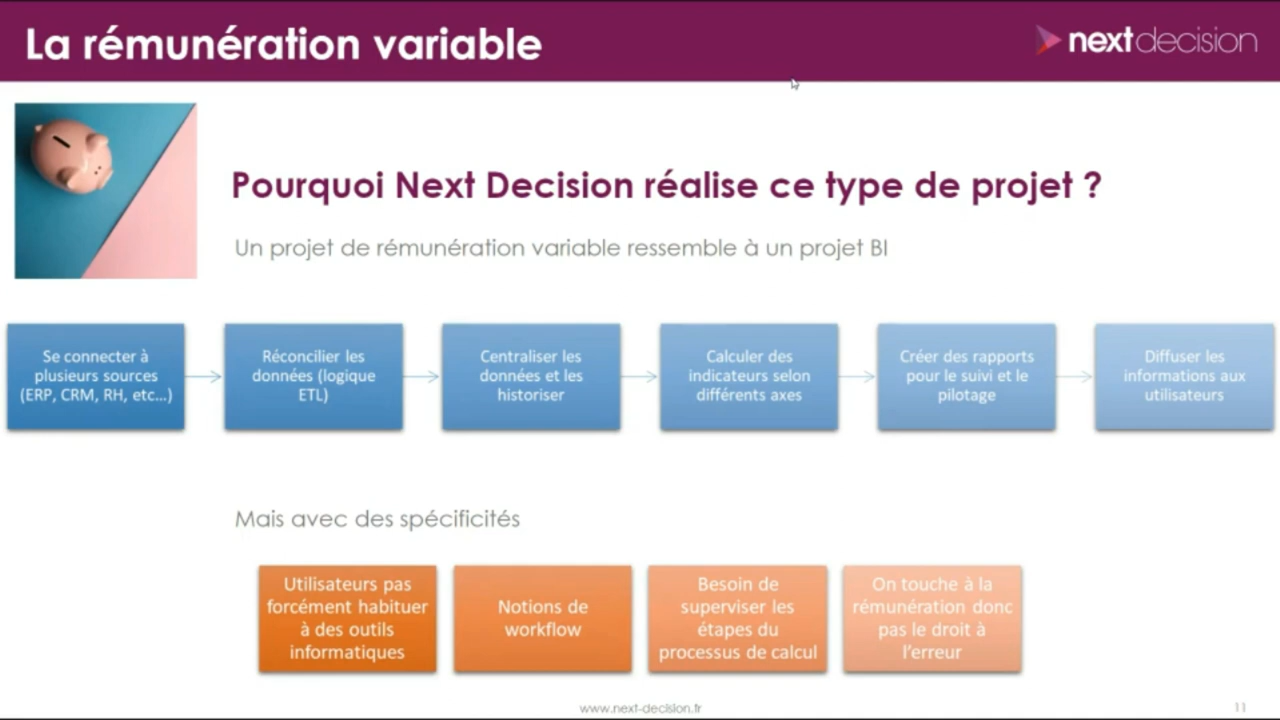 La rémunération variable
nextdecision
Pourquoi Next Decision réalise ce type de projet ?
Un projet de rémunération variable ressemble à un projet BI
Se connecter à
plusieurs sources
(ERP, CRM, RH, etc...)
Réconcilier les
données (logique
ETL)
Centraliser les
données et les
historiser
Calculer des
indicateurs selon
différents axes
Créer des rapports
pour le suivi et le
pilotage
Diffuser les
informations aux
utilisateurs
Mais avec des spécificités
Utilisateurs pas
forcément habituer
à des outils
informatiques
Notions de
workflow
Besoin de
superviser les
étapes du
processus de calcul
On touche à la
rémunération donc
pas le droit à
l'erreur
www.next-decision.fr
11